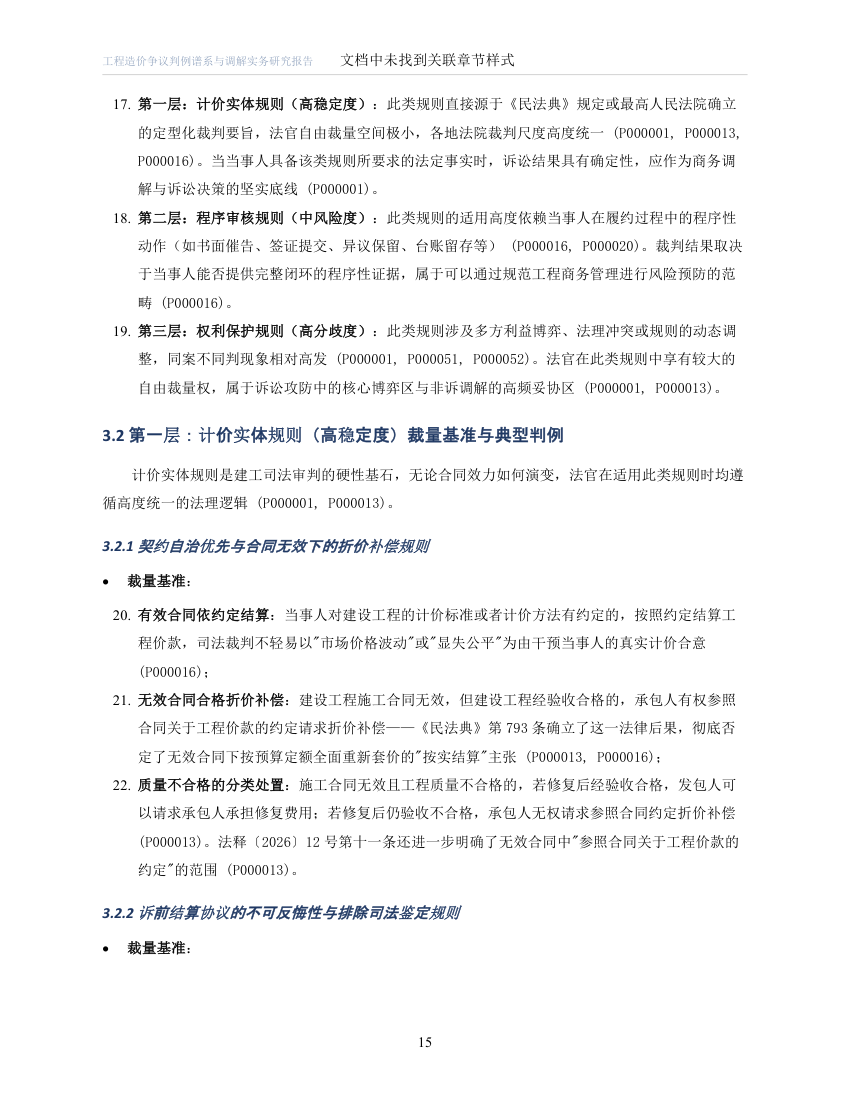 工程造价争议判例谱系与调解实务研究报告 文档中未找到关联章节样式
17. 第一层：计价实体规则（高稳定度）：此类规则直接源于《民法典》规定或最高人民法院确立
的定型化裁判要旨，法官自由裁量空间极小，各地法院裁判尺度高度统一 (P000001, P000013,
P000016)。当当事人具备该类规则所要求的法定事实时，诉讼结果具有确定性，应作为商务调
解与诉讼决策的坚实底线 (P000001)。
18. 第二层：程序审核规则（中风险度）：此类规则的适用高度依赖当事人在履约过程中的程序性
动作（如书面催告、签证提交、异议保留、台账留存等） (P000016, P000020)。裁判结果取决
于当事人能否提供完整闭环的程序性证据，属于可以通过规范工程商务管理进行风险预防的范
畴 (P000016)。
19. 第三层：权利保护规则（高分歧度）：此类规则涉及多方利益博弈、法理冲突或规则的动态调
整，同案不同判现象相对高发 (P000001, P000051, P000052)。法官在此类规则中享有较大的
自由裁量权，属于诉讼攻防中的核心博弈区与非诉调解的高频妥协区 (P000001, P000013)。
3.2 第一层：计价实体规则（高稳定度）裁量基准与典型判例
计价实体规则是建工司法审判的硬性基石，无论合同效力如何演变，法官在适用此类规则时均遵
循高度统一的法理逻辑 (P000001, P000013)。
3.2.1 契约自治优先与合同无效下的折价补偿规则
• 裁量基准：
20. 有效合同依约定结算：当事人对建设工程的计价标准或者计价方法有约定的，按照约定结算工
程价款，司法裁判不轻易以"市场价格波动"或"显失公平"为由干预当事人的真实计价合意
(P000016)；
21. 无效合同合格折价补偿：建设工程施工合同无效，但建设工程经验收合格的，承包人有权参照
合同关于工程价款的约定请求折价补偿——《民法典》第 793 条确立了这一法律后果，彻底否
定了无效合同下按预算定额全面重新套价的"按实结算"主张 (P000013, P000016)；
22. 质量不合格的分类处置：施工合同无效且工程质量不合格的，若修复后经验收合格，发包人可
以请求承包人承担修复费用；若修复后仍验收不合格，承包人无权请求参照合同约定折价补偿
(P000013)。法释〔2026〕12 号第十一条还进一步明确了无效合同中"参照合同关于工程价款的
约定"的范围 (P000013)。
3.2.2 诉前结算协议的不可反悔性与排除司法鉴定规则
• 裁量基准：
15